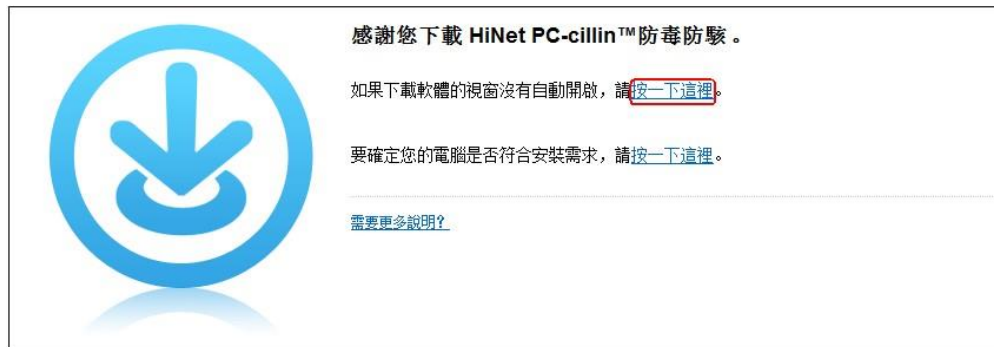 感謝您下載 HiNet PC-cillin™防毒防駭。
如果下載軟體的視窗沒有自動開啟，請按一下這裡。
要確定您的電腦是否符合安裝需求，請按一下這裡。
需要更多說明?